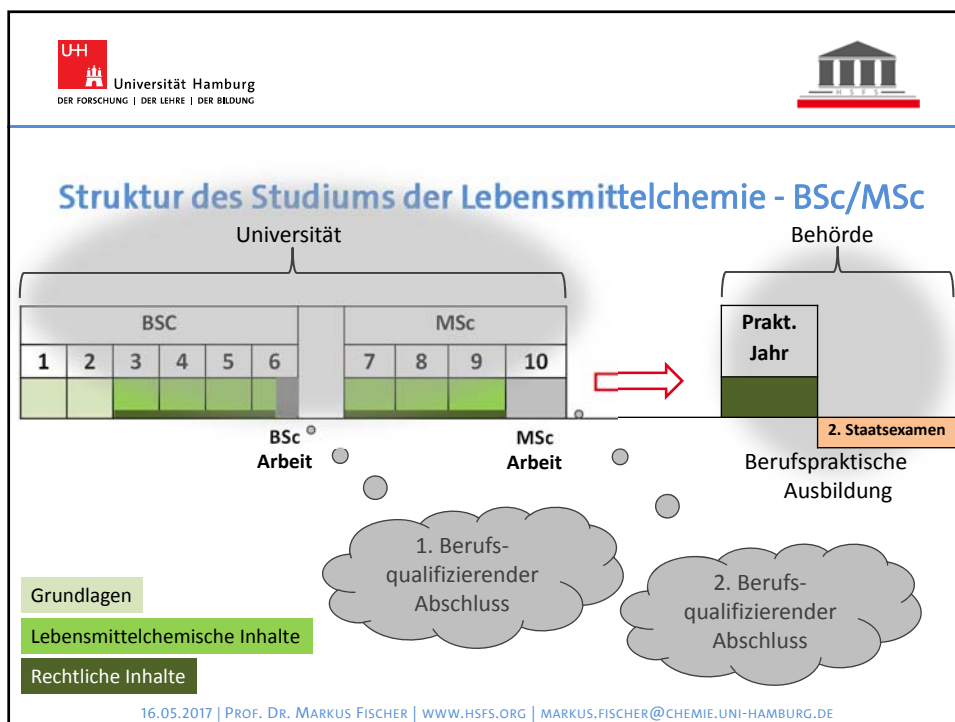 UH
Universität Hamburg
DER FORSCHUNG | DER LEHRE | DER BILDUNG
HSFS
Struktur des Studiums der Lebensmittelchemie - BSc/MSc
Universität
Behörde
BSC
MSc
1 2 3 4 5 6
7 8 9 10
Prakt.
Jahr
2. Staatsexamen
BSc
Arbeit
MSc
Arbeit
Berufspraktische
Ausbildung
1. Berufs-
qualifizierender
Abschluss
2. Berufs-
qualifizierender
Abschluss
Grundlagen
Lebensmittelchemische Inhalte
Rechtliche Inhalte
16.05.2017 | PROF. DR. MARKUS FISCHER | WWW.HSFS.ORG | MARKUS.FISCHER@CHEMIE.UNI-HAMBURG.DE